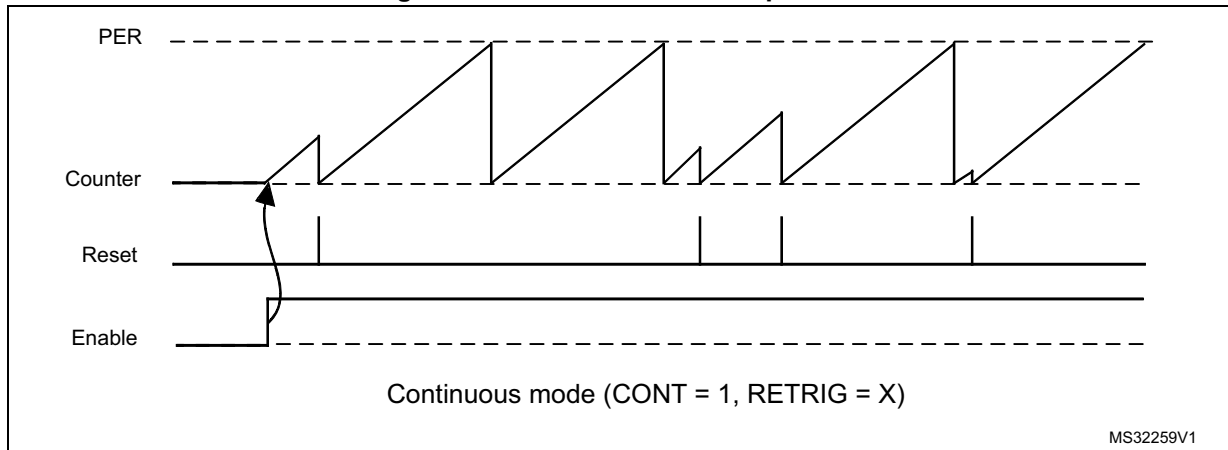 PER
Counter
Reset
Enable
Continuous mode (CONT = 1, RETRIG = X)
MS32259V1